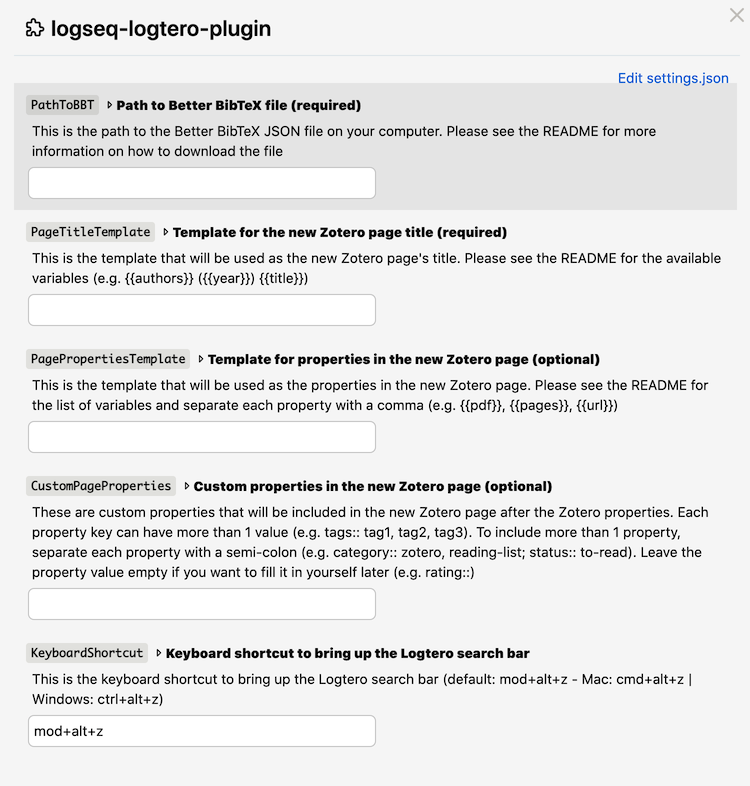 logseq-logtero-plugin
Edit settings.json
PathToBBT Path to Better BibTeX file (required)
This is the path to the Better BibTeX JSON file on your computer. Please see the README for more
information on how to download the file
PageTitleTemplate Template for the new Zotero page title (required)
This is the template that will be used as the new Zotero page's title. Please see the README for the available
variables (e.g. {{authors}} ({{year}}) {{title}})
PagePropertiesTemplate Template for properties in the new Zotero page (optional)
This is the template that will be used as the properties in the new Zotero page. Please see the README for
the list of variables and separate each property with a comma (e.g. {{pdf}}, {{pages}}, {{url}})
CustomPageProperties Custom properties in the new Zotero page (optional)
These are custom properties that will be included in the new Zotero page after the Zotero properties. Each
property key can have more than 1 value (e.g. tags:: tag1, tag2, tag3). To include more than 1 property,
separate each property with a semi-colon (e.g. category:: zotero, reading-list; status:: to-read). Leave the
property value empty if you want to fill it in yourself later (e.g. rating::)
KeyboardShortcut Keyboard shortcut to bring up the Logtero search bar
This is the keyboard shortcut to bring up the Logtero search bar (default: mod+alt+z - Mac: cmd+alt+z |
Windows: ctrl+alt+z)
mod+alt+z